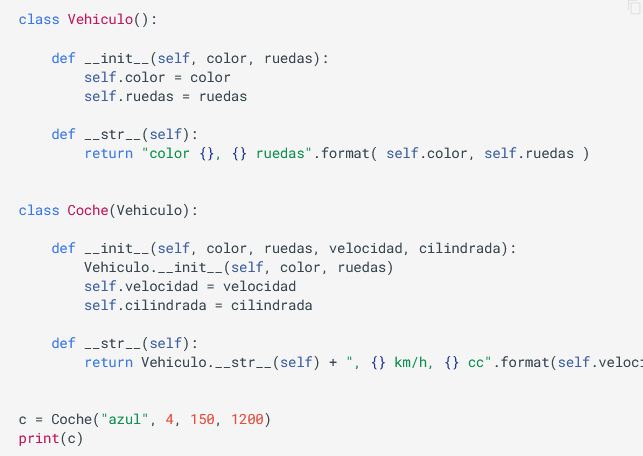 class Vehiculo():
    def __init__(self, color, ruedas):
        self.color = color
        self.ruedas = ruedas
    def __str__(self):
        return "color {}, {} ruedas".format( self.color, self.ruedas )
class Coche(Vehiculo):
    def __init__(self, color, ruedas, velocidad, cilindrada):
        Vehiculo.__init__(self, color, ruedas)
        self.velocidad = velocidad
        self.cilindrada = cilindrada
    def __str__(self):
        return Vehiculo.__str__(self) + ", {} km/h, {} cc".format(self.veloc
c = Coche("azul", 4, 150, 1200)
print(c)